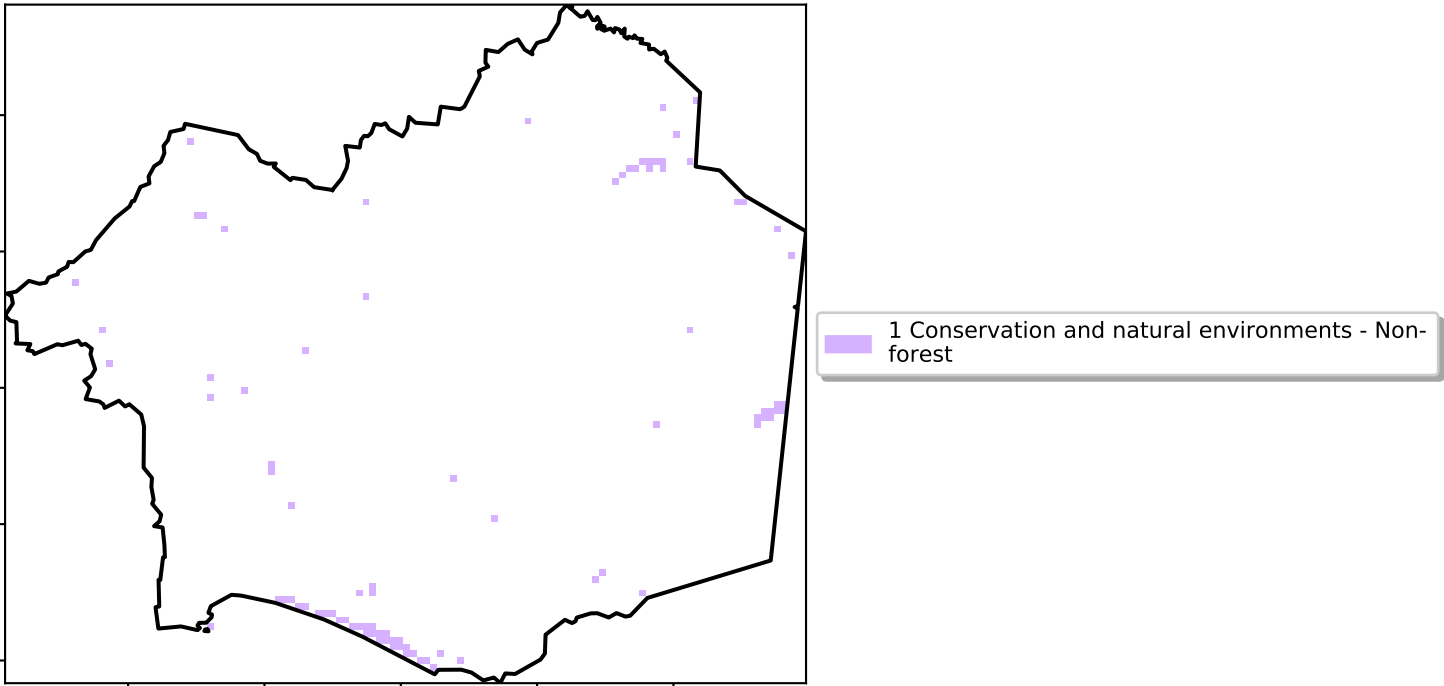 1 Conservation and natural environments - Non-
forest